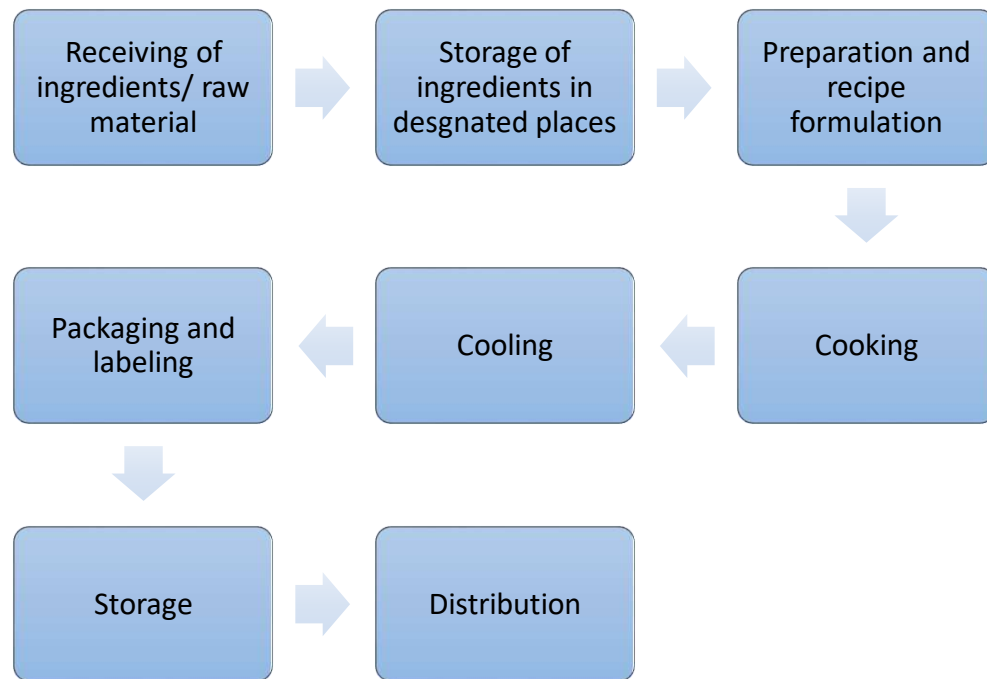 Receiving of
ingredients/ raw
material
Storage of
ingredients in
desgnated places
Preparation and
recipe
formulation
Cooking
Cooling
Packaging and
labeling
Storage
Distribution